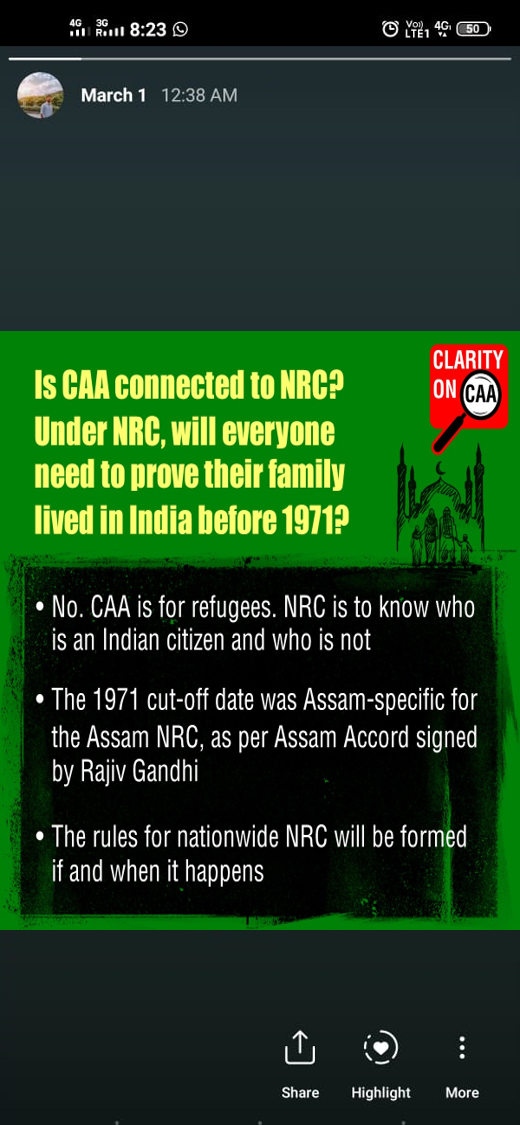 4G 3G R 8:23 Vo)) LTE1 4G 50
March 1 12:38 AM
CLARITY
ON CAA
Is CAA connected to NRC?
Under NRC, will everyone
need to prove their family
lived in India before 1971?
• No. CAA is for refugees. NRC is to know who
is an Indian citizen and who is not
• The 1971 cut-off date was Assam-specific for
the Assam NRC, as per Assam Accord signed
by Rajiv Gandhi
• The rules for nationwide NRC will be formed
if and when it happens
Share Highlight More